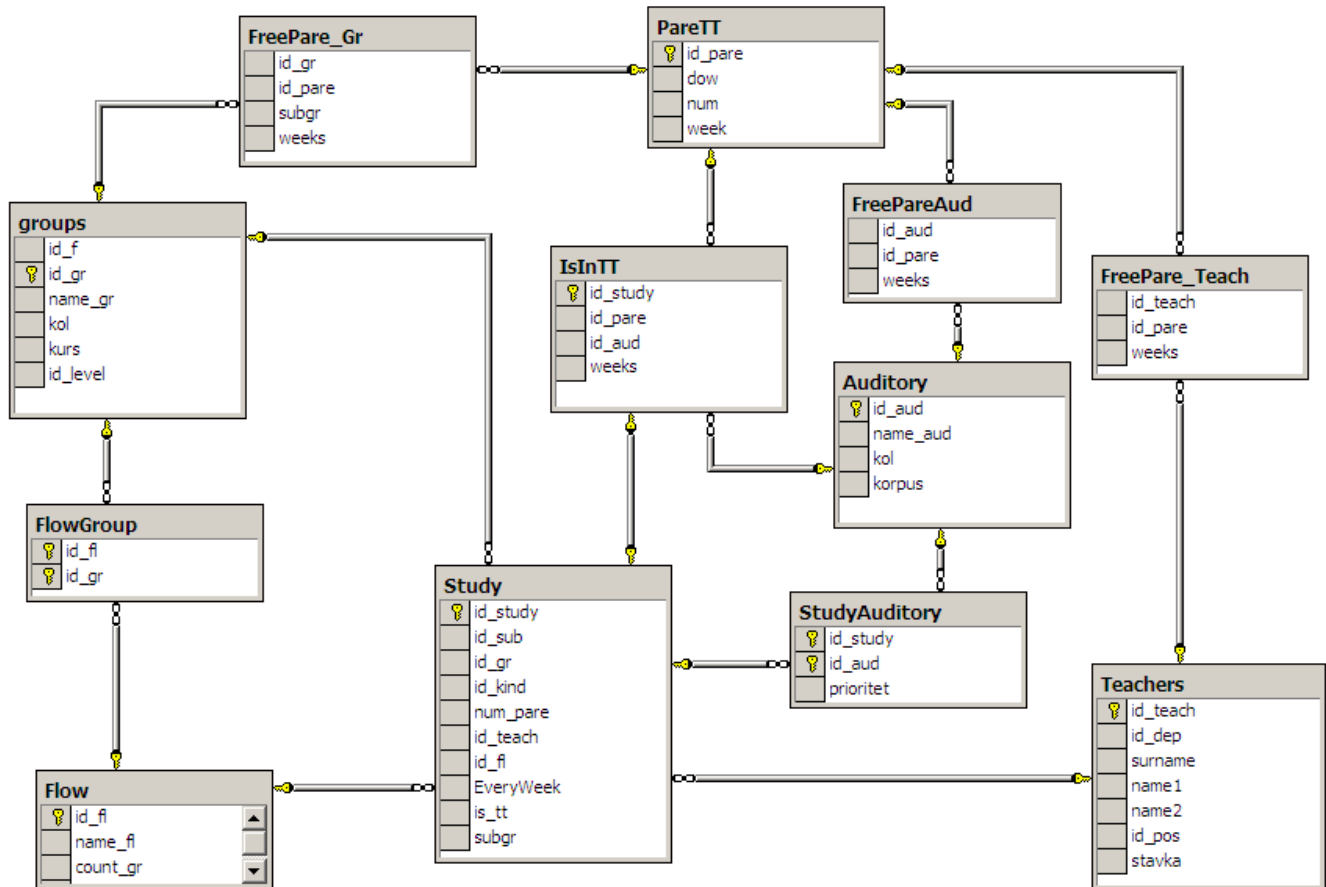 FreePare_Gr
id_gr
id_pare
subgr
weeks
PareTT
id_pare
dow
num
week
groups
id_f
id_gr
name_gr
kol
kurs
id_level
IsInTT
id_study
id_pare
id_aud
weeks
FreePareAud
id_aud
id_pare
weeks
FreePare_Teach
id_teach
id_pare
weeks
Auditory
id_aud
name_aud
kol
korpus
FlowGroup
id_fl
id_gr
Study
id_study
id_sub
id_gr
id_kind
num_pare
id_teach
id_fl
EveryWeek
is_tt
subgr
StudyAuditory
id_study
id_aud
prioritet
Teachers
id_teach
id_dep
surname
name1
name2
id_pos
stavka
Flow
id_fl
name_fl
count_gr